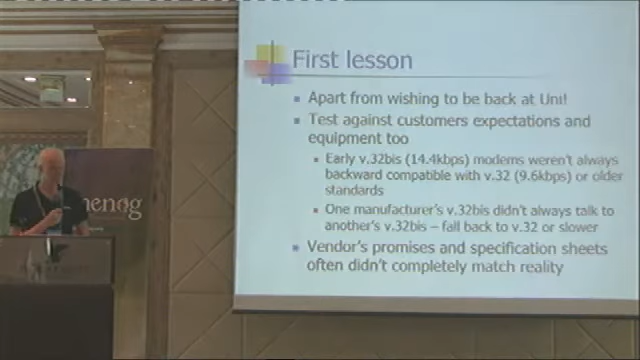 First lesson
Apart from wishing to be back at Uni!
Test against customers expectations and
equipment too
Early v.32bis (14.4kbps) modems weren't always
backward compatible with v.32 (9.6kbps) or older
standards
One manufacturer's v.32bis didn't always talk to
another's v.32bis – fall back to v.32 or slower
Vendor's promises and specification sheets
often didn't completely match reality
menog